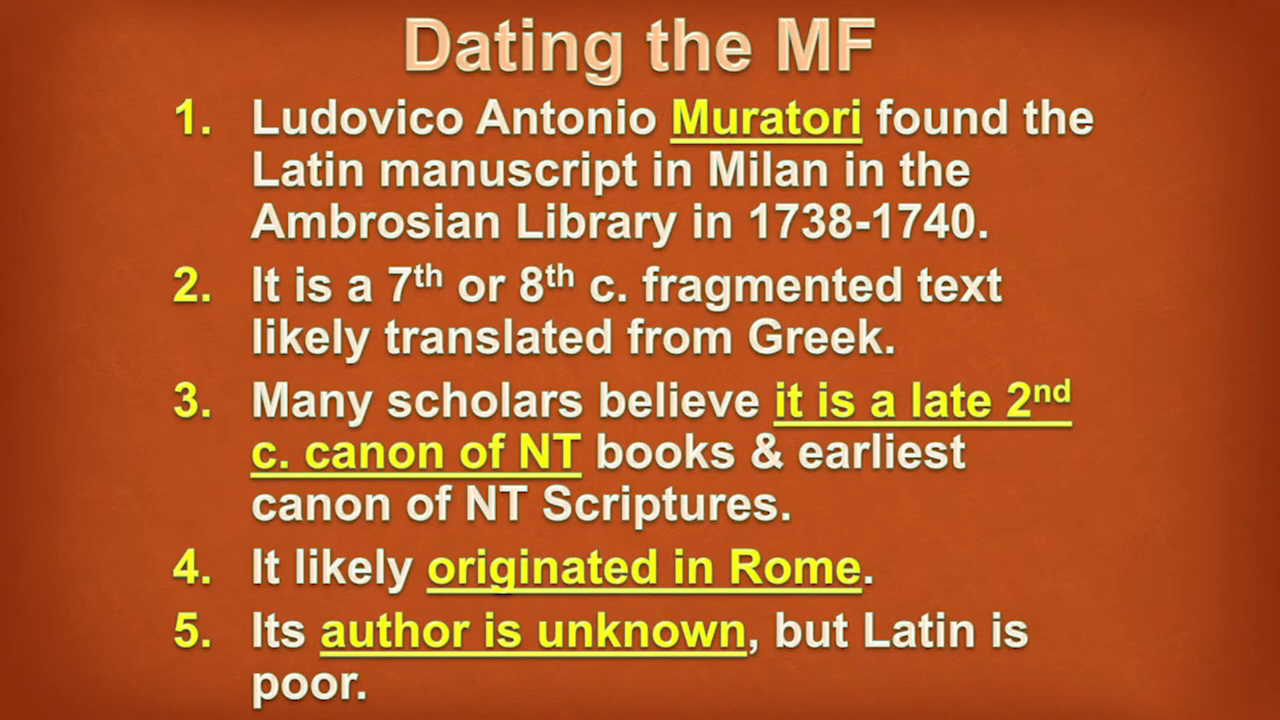 Dating the MF
1. Ludovico Antonio Muratori found the
Latin manuscript in Milan in the
Ambrosian Library in 1738-1740.
2. It is a 7th or 8th c. fragmented text
likely translated from Greek.
3. Many scholars believe it is a late 2nd
c. canon of NT books & earliest
canon of NT Scriptures.
4. It likely originated in Rome.
5. Its author is unknown, but Latin is
poor.